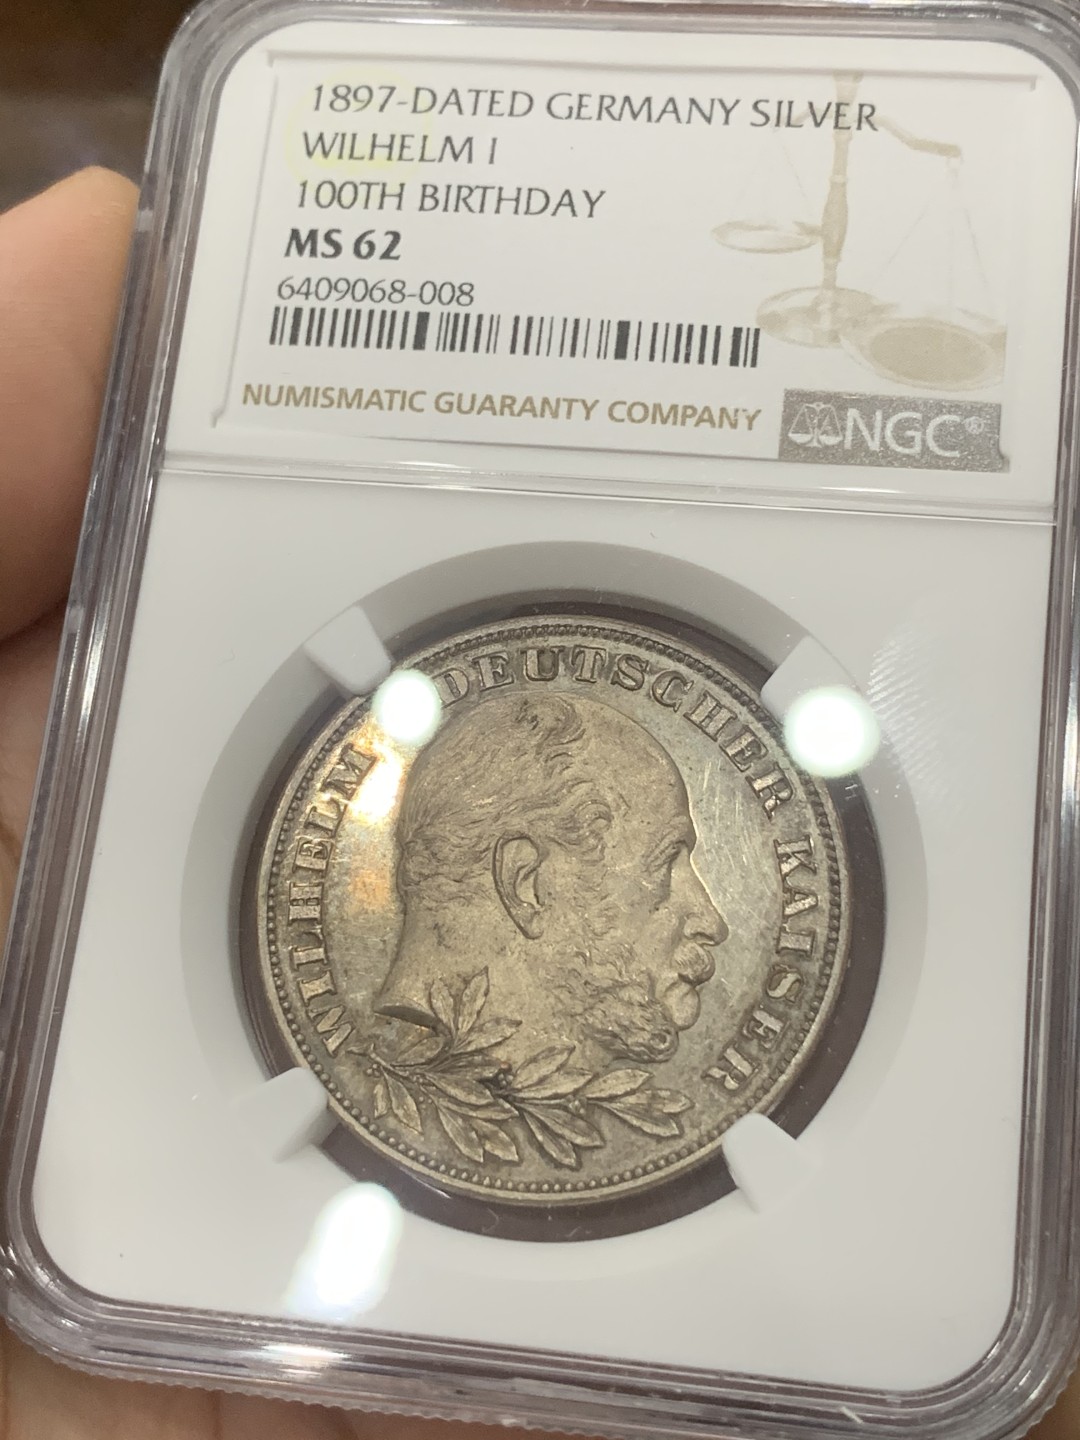 1897-DATED GERMANY SILVER
WILHELM I
100TH BIRTHDAY
MS 62
6409068-008
NUMISMATIC GUARANTY COMPANY
NGC®
WILHELM DEUTSCHER KAISER